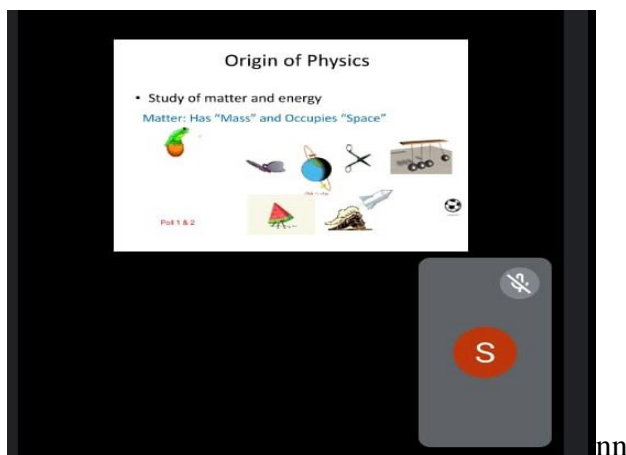 Origin of Physics
• Study of matter and energy
Matter: Has "Mass" and Occupies "Space"
Poll 1 & 2
S
nn